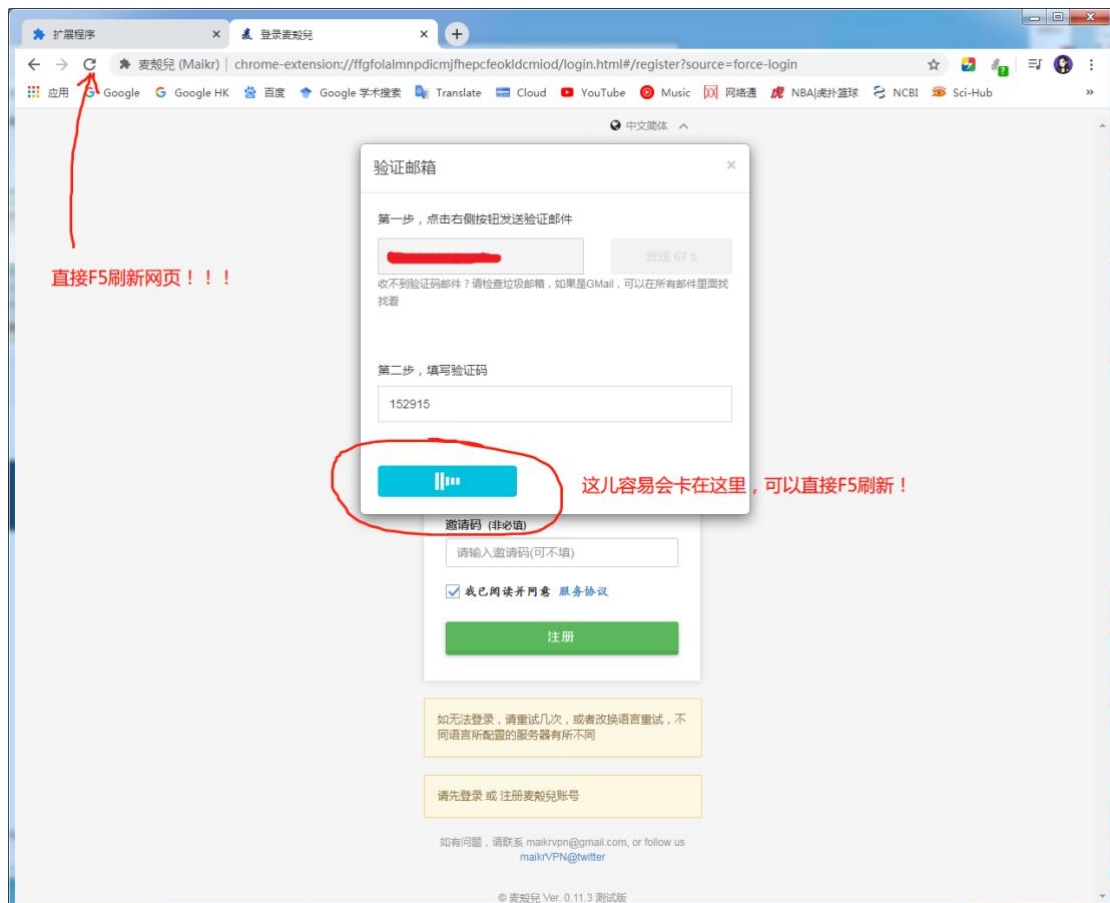 扩展程序
登录麦殻兒
麦殻兒 (Maikr) | chrome-extension://ffgfolalmnpdicmjfhepcfeokldcmiod/login.html#/register?source=force-login
应用 Google Google HK 百度 Google 学术搜索 Translate Cloud YouTube Music 网络通 NBA|虎扑篮球 NCBI Sci-Hub »
中文简体
验证邮箱 ×
第一步，点击右侧按钮发送验证邮件
发送 67 s
收不到验证码邮件？请检查垃圾邮箱，如果是GMail，可以在所有邮件里面找
找看
直接F5刷新网页！！！
第二步，填写验证码
152915
这儿容易会卡在这里，可以直接F5刷新！
邀请码 (非必填)
请输入邀请码(可不填)
我已阅读并同意 服务协议
注册
如无法登录，请重试几次，或者改换语言重试，不
同语言所配置的服务器有所不同
请先登录 或 注册麦殻兒账号
如有问题，请联系 maikrvpn@gmail.com, or follow us
maikrVPN@twitter
© 麦殻兒 Ver. 0.11.3 测试版